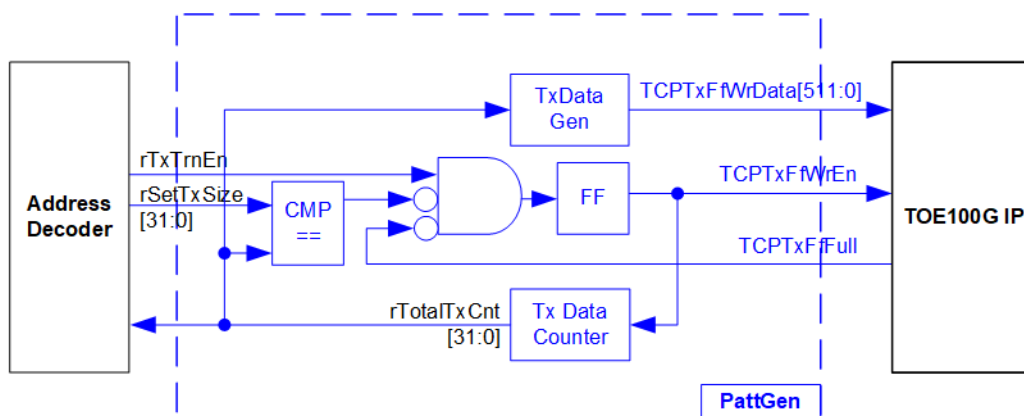 TxData
Gen
TCPTxFfWrData[511:0]
rTxTrnEn
rSetTxSize
[31:0]
CMP
==
FF
TCPTxFfWrEn
Address
Decoder
TOE100G IP
TCPTxFfFull
rTotalTxCnt
[31:0]
Tx Data
Counter
PattGen